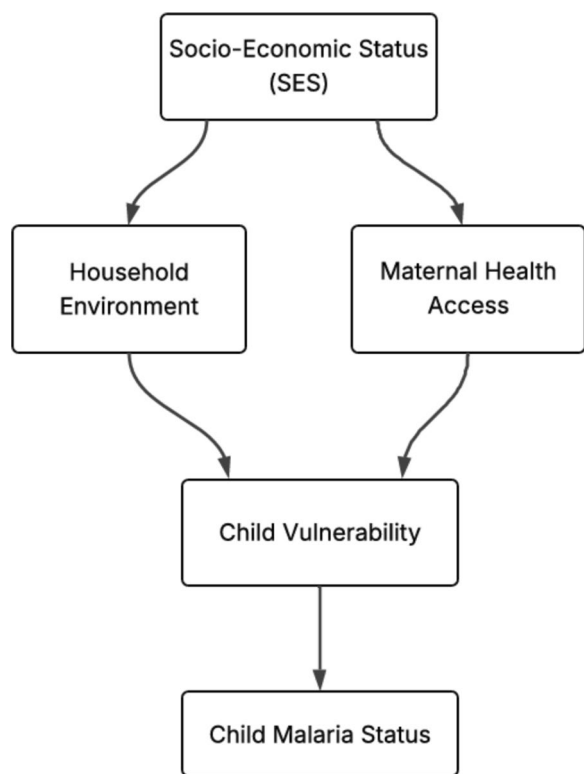 Socio-Economic Status
(SES)
Household
Environment
Maternal Health
Access
Child Vulnerability
Child Malaria Status